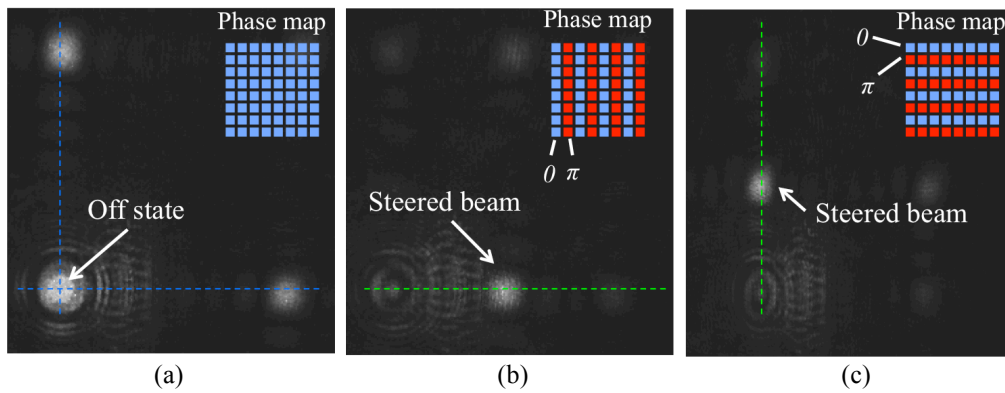 Phase map
Off state
(a)
Phase map
0 π
Steered beam
(b)
Phase map
0
π
Steered beam
(c)